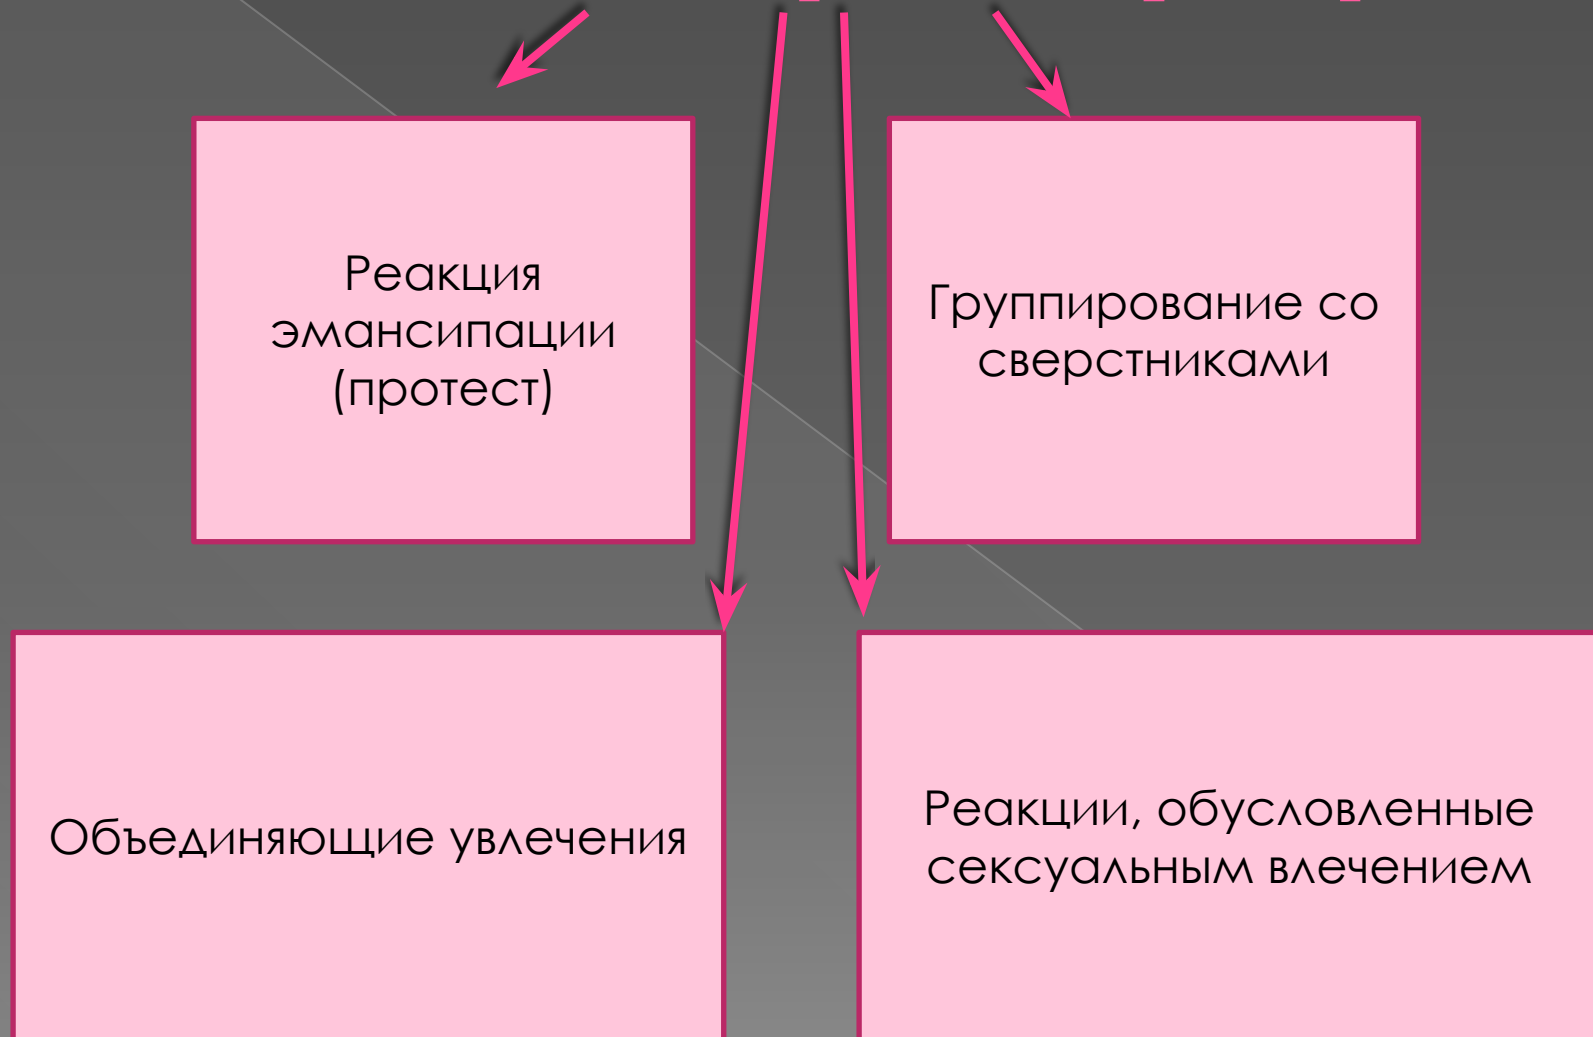 Реакция
эмансипации
(протест)
Группирование со
сверстниками
Объединяющие увлечения
Реакции, обусловленные
сексуальным влечением